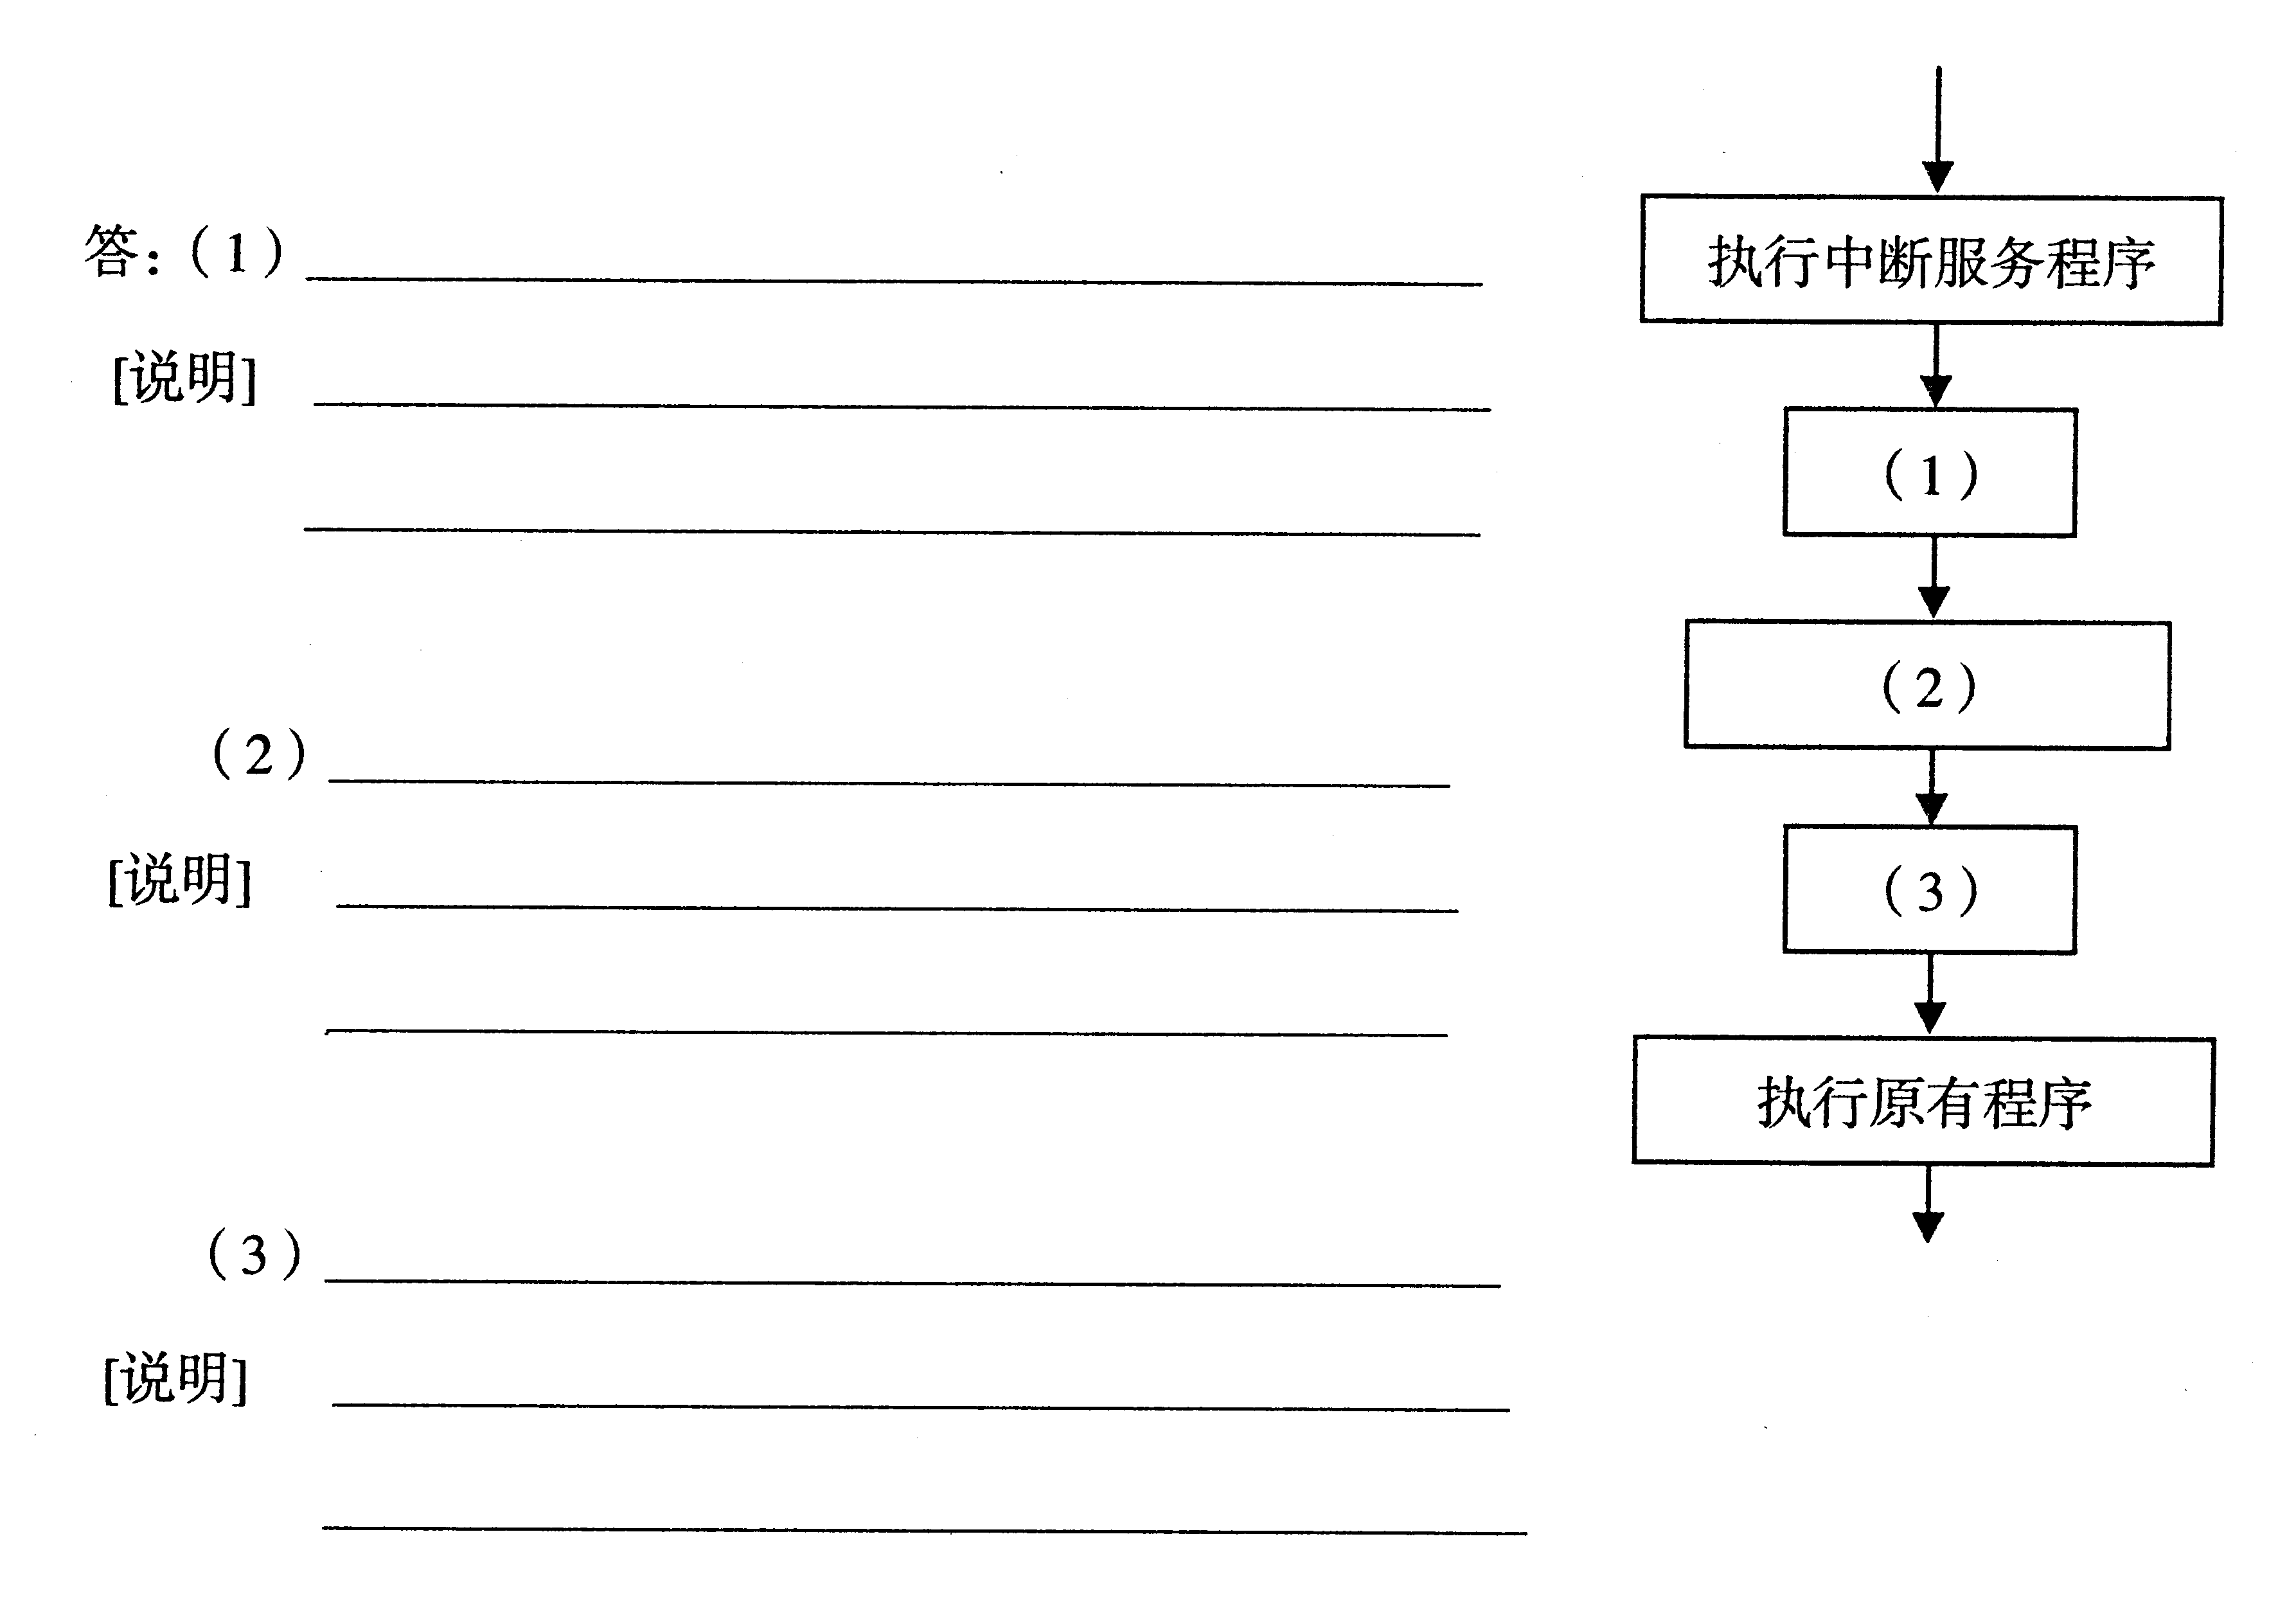 答：（1）
[说明]
（2）
[说明]
（3）
[说明]
执行中断服务程序
（1）
（2）
（3）
执行原有程序